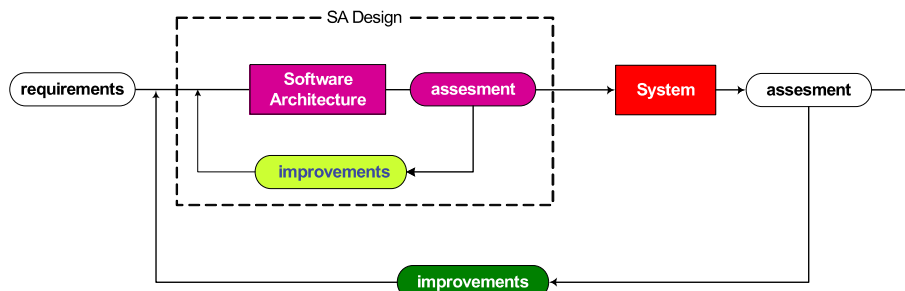 SA Design
requirements
Software
Architecture
assesment
System
assesment
improvements
improvements